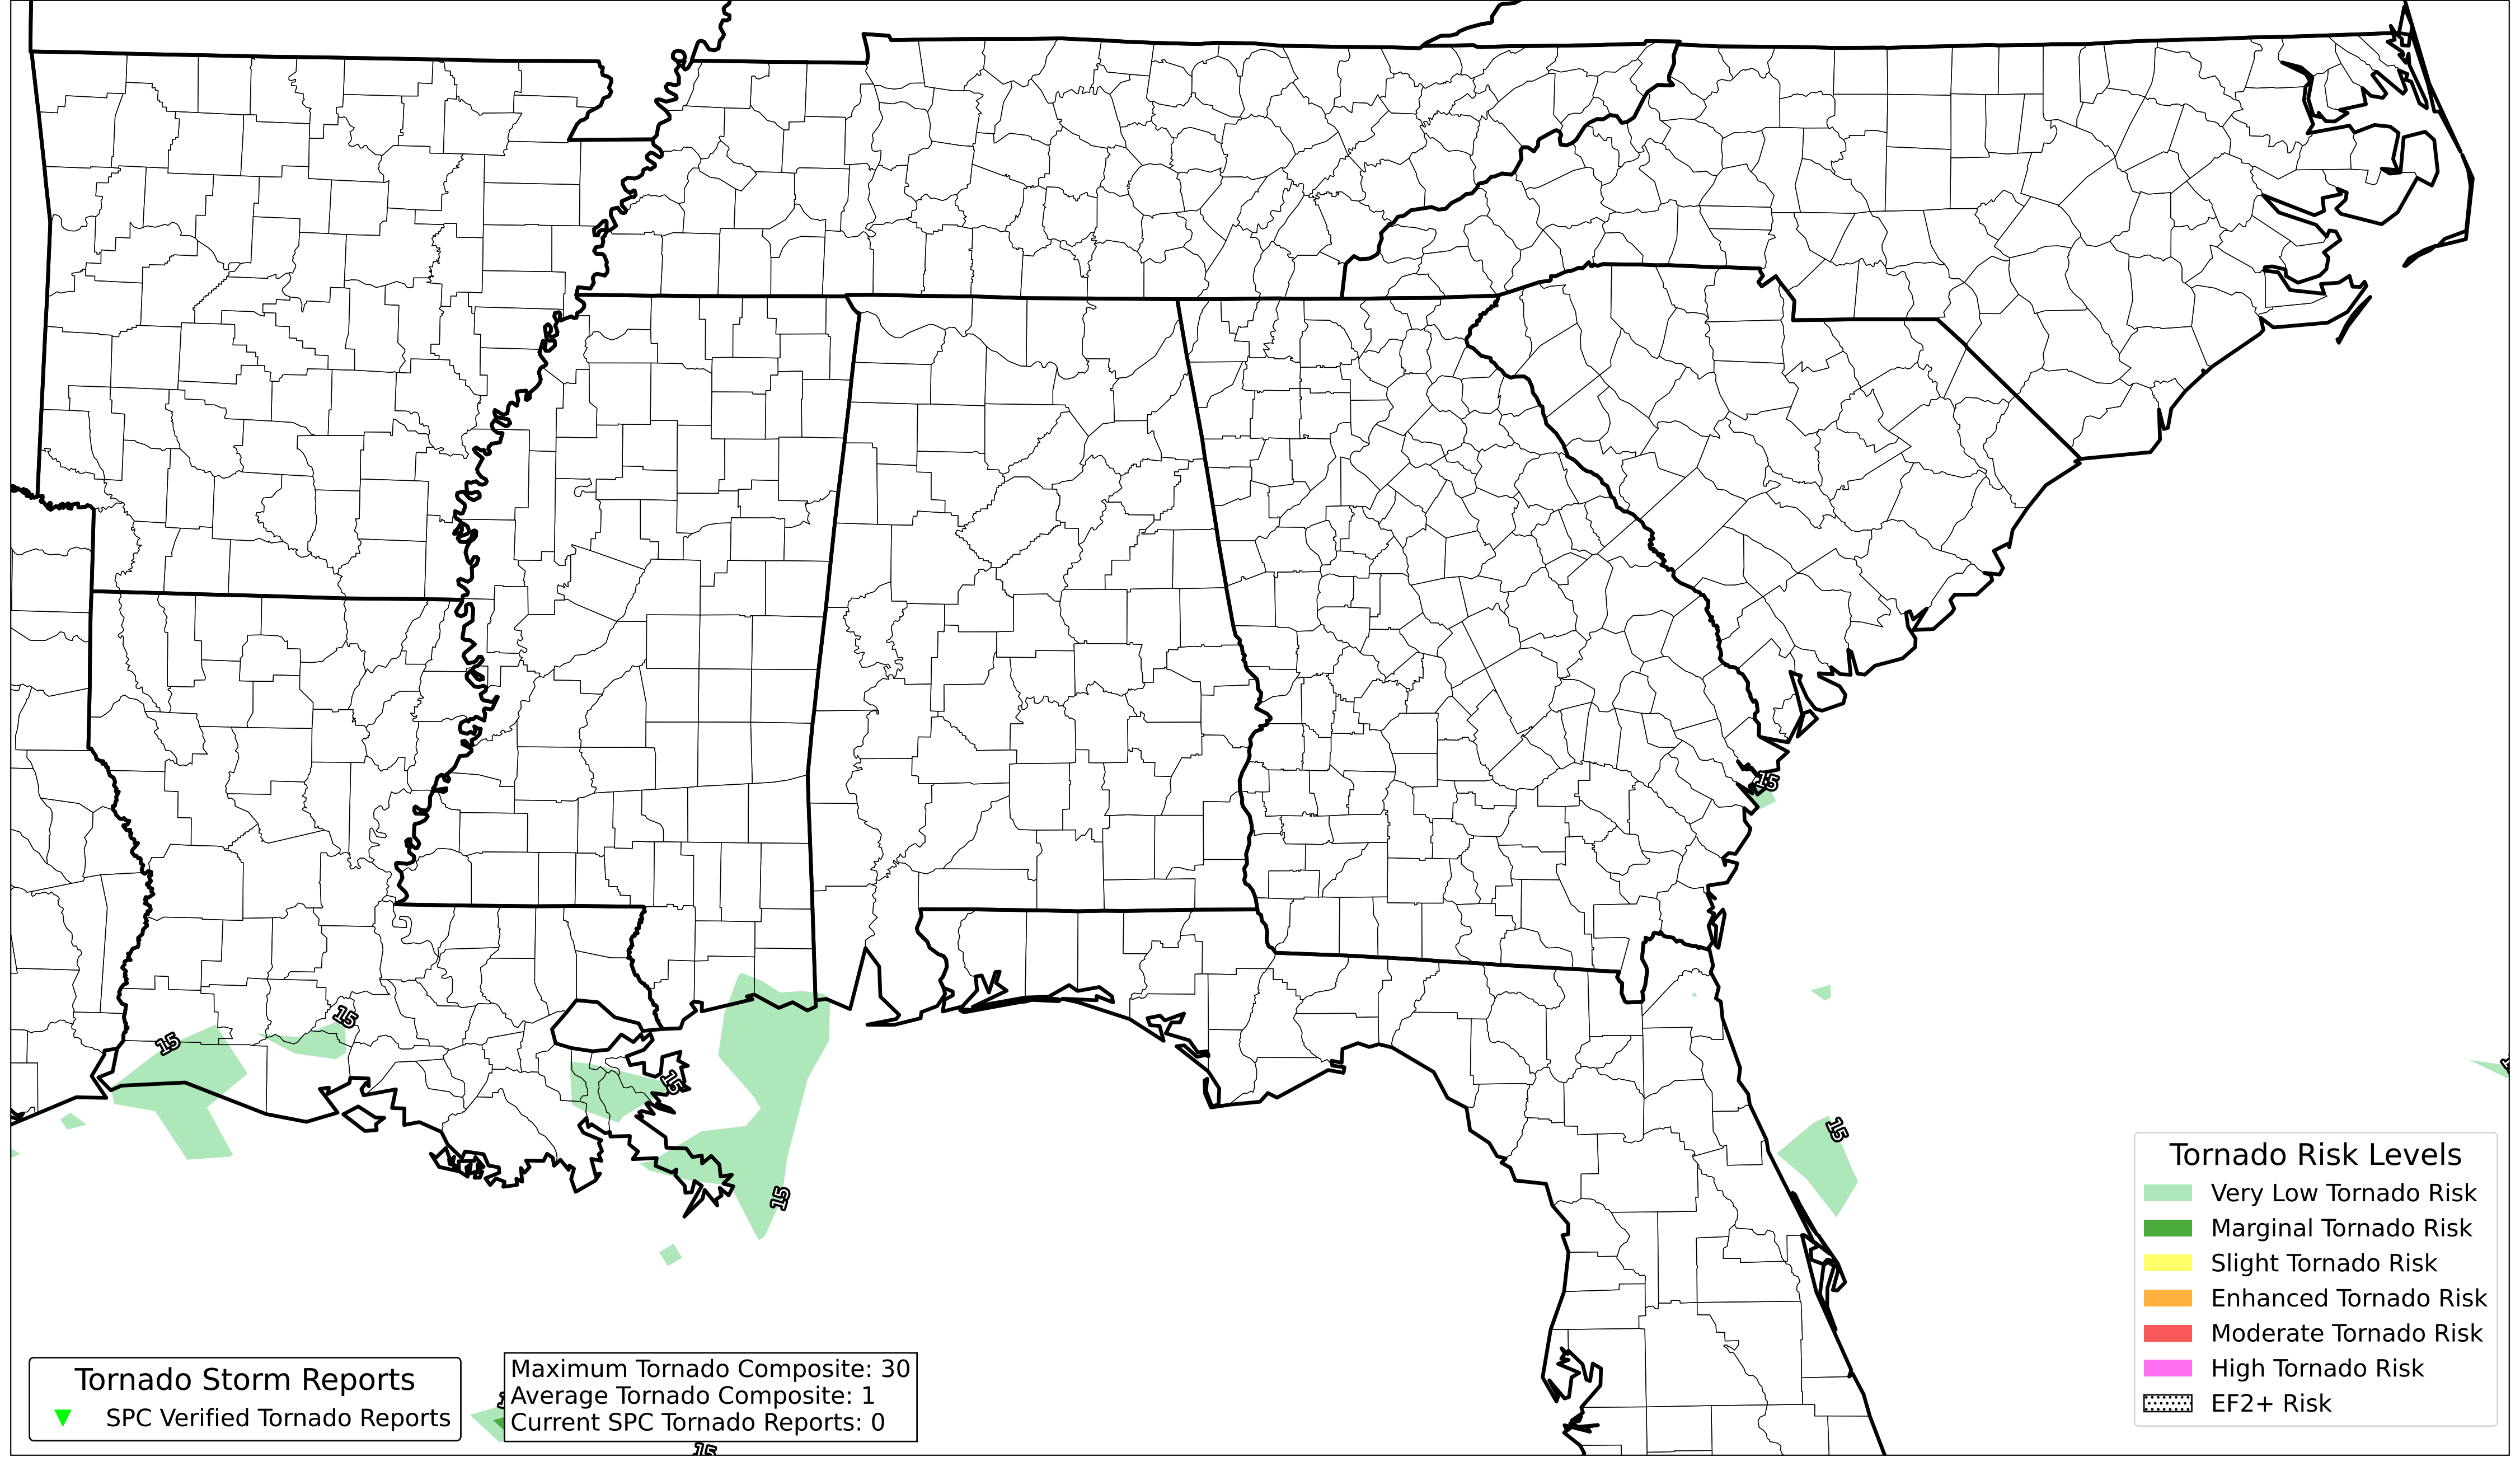 15
15
15
15
15
15
Tornado Risk Levels
Very Low Tornado Risk
Marginal Tornado Risk
Slight Tornado Risk
Enhanced Tornado Risk
Moderate Tornado Risk
High Tornado Risk
EF2+ Risk
Tornado Storm Reports
SPC Verified Tornado Reports
Maximum Tornado Composite: 30
Average Tornado Composite: 1
Current SPC Tornado Reports: 0
15